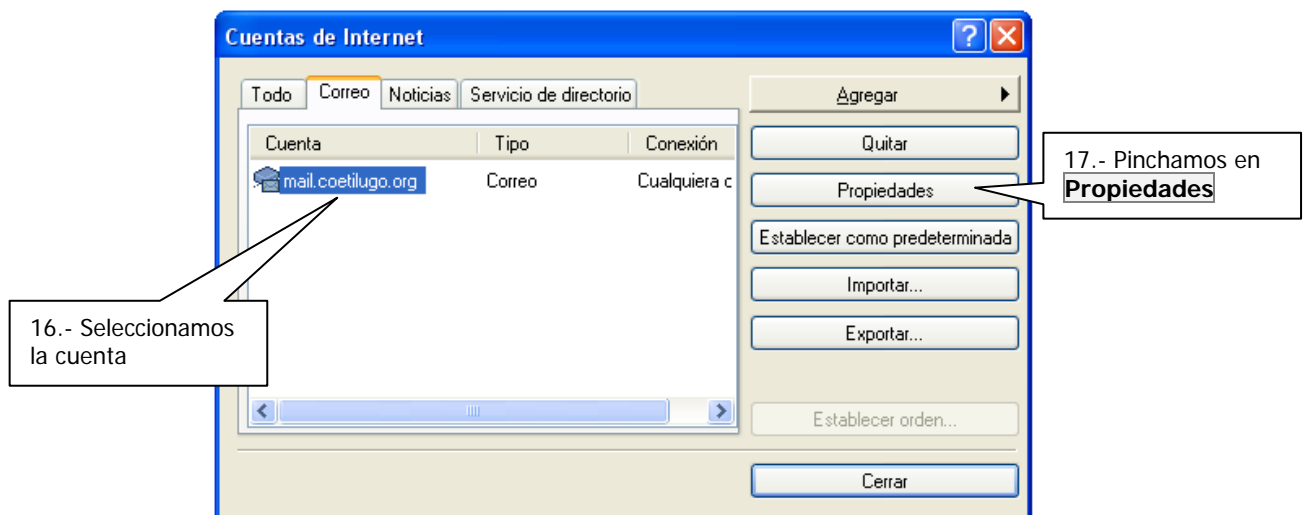 Cuentas de Internet
Todo Correo Noticias Servicio de directorio
Cuenta Tipo Conexión
mail.coetilugo.org Correo Cualquiera c
Agregar
Quitar
Propiedades
Establecer como predeterminada
Importar...
Exportar...
Establecer orden...
Cerrar
16.- Seleccionamos
la cuenta
17.- Pinchamos en
Propiedades